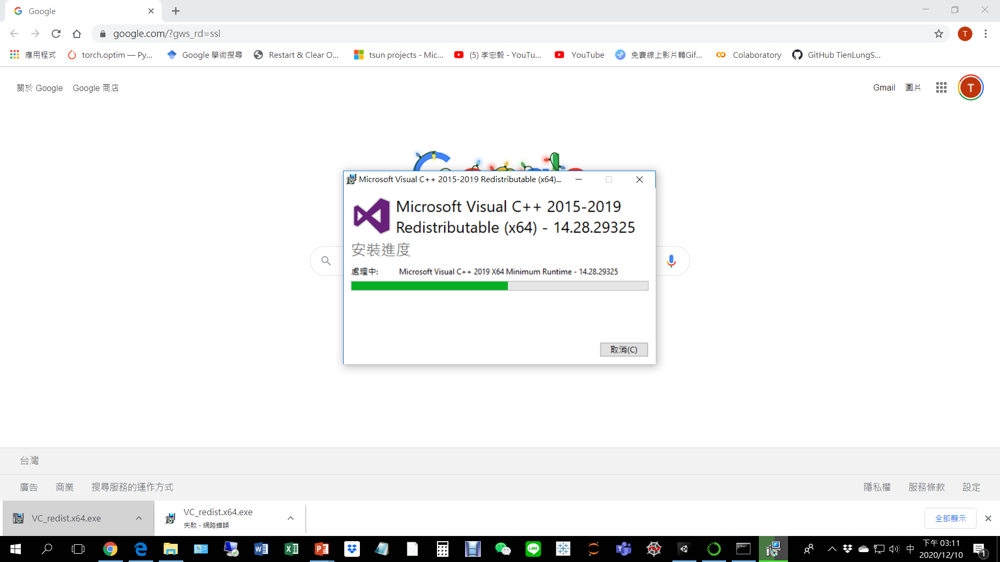 Google
google.com/?gws_rd=ssl
T
應用程式
torch.optim — Py...
Google 學術搜尋
Restart & Clear O...
tsun projects - Mic...
(5) 李宏毅 - YouTu...
YouTube
免費線上影片轉Gif...
Colaboratory
GitHub TienLungS...
關於 Google
Google 商店
Gmail
圖片
T
Microsoft Visual C++ 2015-2019 Redistributable (x64)...
Microsoft Visual C++ 2015-2019
Redistributable (x64) - 14.28.29325
安裝進度
處理中:
Microsoft Visual C++ 2019 X64 Minimum Runtime - 14.28.29325
取消(C)
台灣
廣告
商業
搜尋服務的運作方式
隱私權
服務條款
設定
VC_redist.x64.exe
VC_redist.x64.exe
失敗 - 網路錯誤
全部顯示
LINE
中
下午 03:11
2020/12/10
1